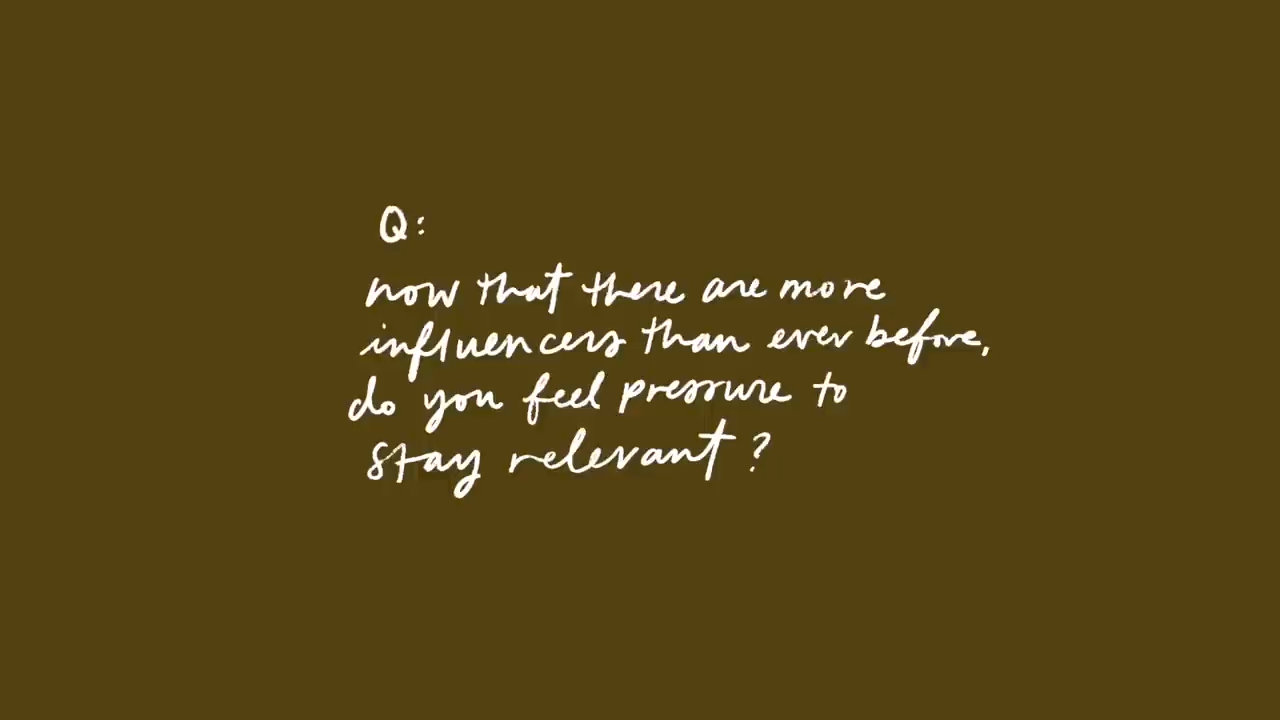 Q:
now that there are more
influencers than ever before,
do you feel pressure to
stay relevant?